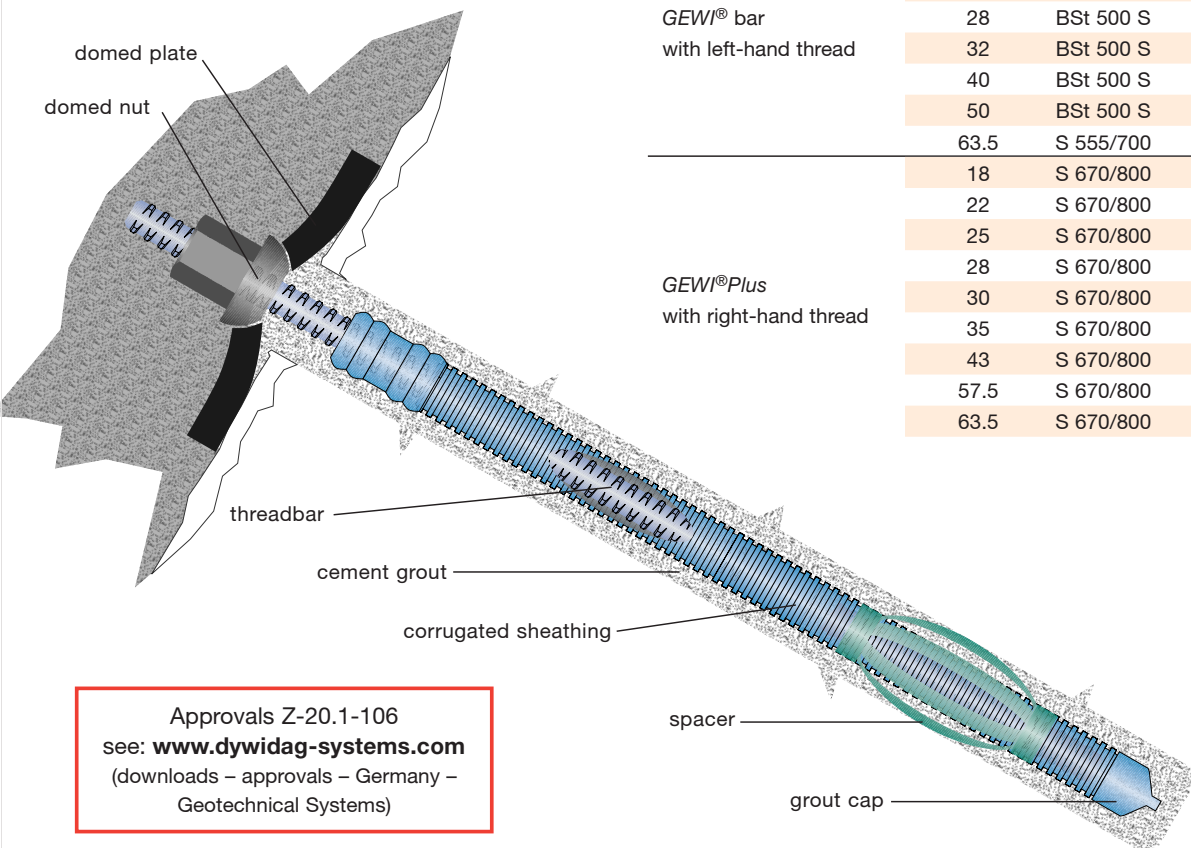 domed plate
domed nut
threadbar
cement grout
corrugated sheathing
spacer
grout cap
Approvals Z-20.1-106
see: www.dywidag-systems.com
(downloads – approvals – Germany –
Geotechnical Systems)
GEWI® bar
with left-hand thread
28 BSt 500 S
32 BSt 500 S
40 BSt 500 S
50 BSt 500 S
63.5 S 555/700
GEWI®Plus
with right-hand thread
18 S 670/800
22 S 670/800
25 S 670/800
28 S 670/800
30 S 670/800
35 S 670/800
43 S 670/800
57.5 S 670/800
63.5 S 670/800